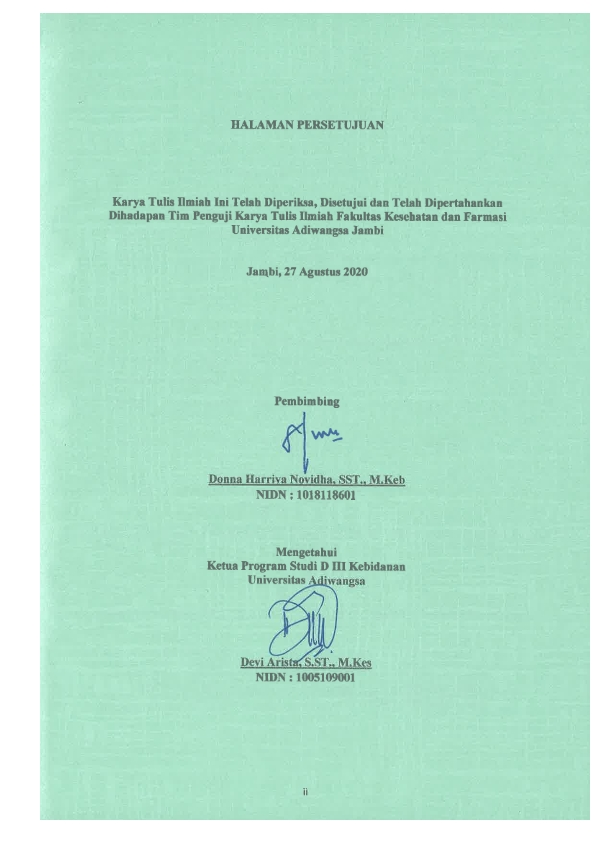 HALAMAN PERSETUJUAN
Karya Tulis Ilmiah Ini Telah Diperiksa, Disetujui dan Telah Dipertahankan
Dihadapan Tim Penguji Karya Tulis Ilmiah Fakultas Kesehatan dan Farmasi
Universitas Adiwangsa Jambi
Jambi, 27 Agustus 2020
Pembimbing
Donna Harriva Novidha, SST., M.Keb
NIDN : 1018118601
Mengetahui
Ketua Program Studi D III Kebidanan
Universitas Adiwangsa
Devi Arista, S.ST., M.Kes
NIDN : 1005109001
ii